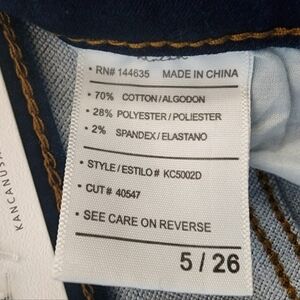 • RN# 144635 MADE IN CHINA
• 70% COTTON/ALGODON
• 28% POLYESTER/POLIESTER
• 2% SPANDEX/ELASTANO
• STYLE/ESTILO# KC5002D
• CUT# 40547
• SEE CARE ON REVERSE
5 / 26
KANCANUSA